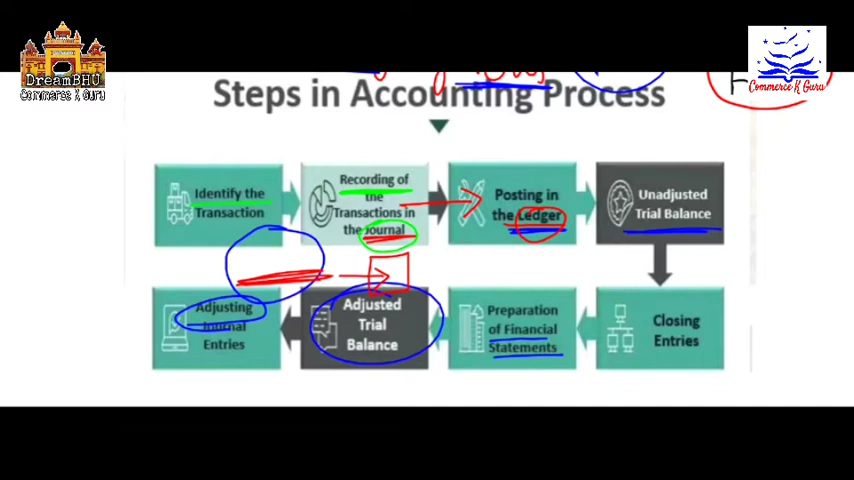 DreamBHU
Commerce K Guru
Commerce K Guru
Steps in Accounting Process
Identify the
Transaction
Recording of
the
Transactions in
the Journal
Posting in
the Ledger
Unadjusted
Trial Balance
Adjusting
Journal
Entries
Adjusted
Trial
Balance
Preparation
of Financial
Statements
Closing
Entries